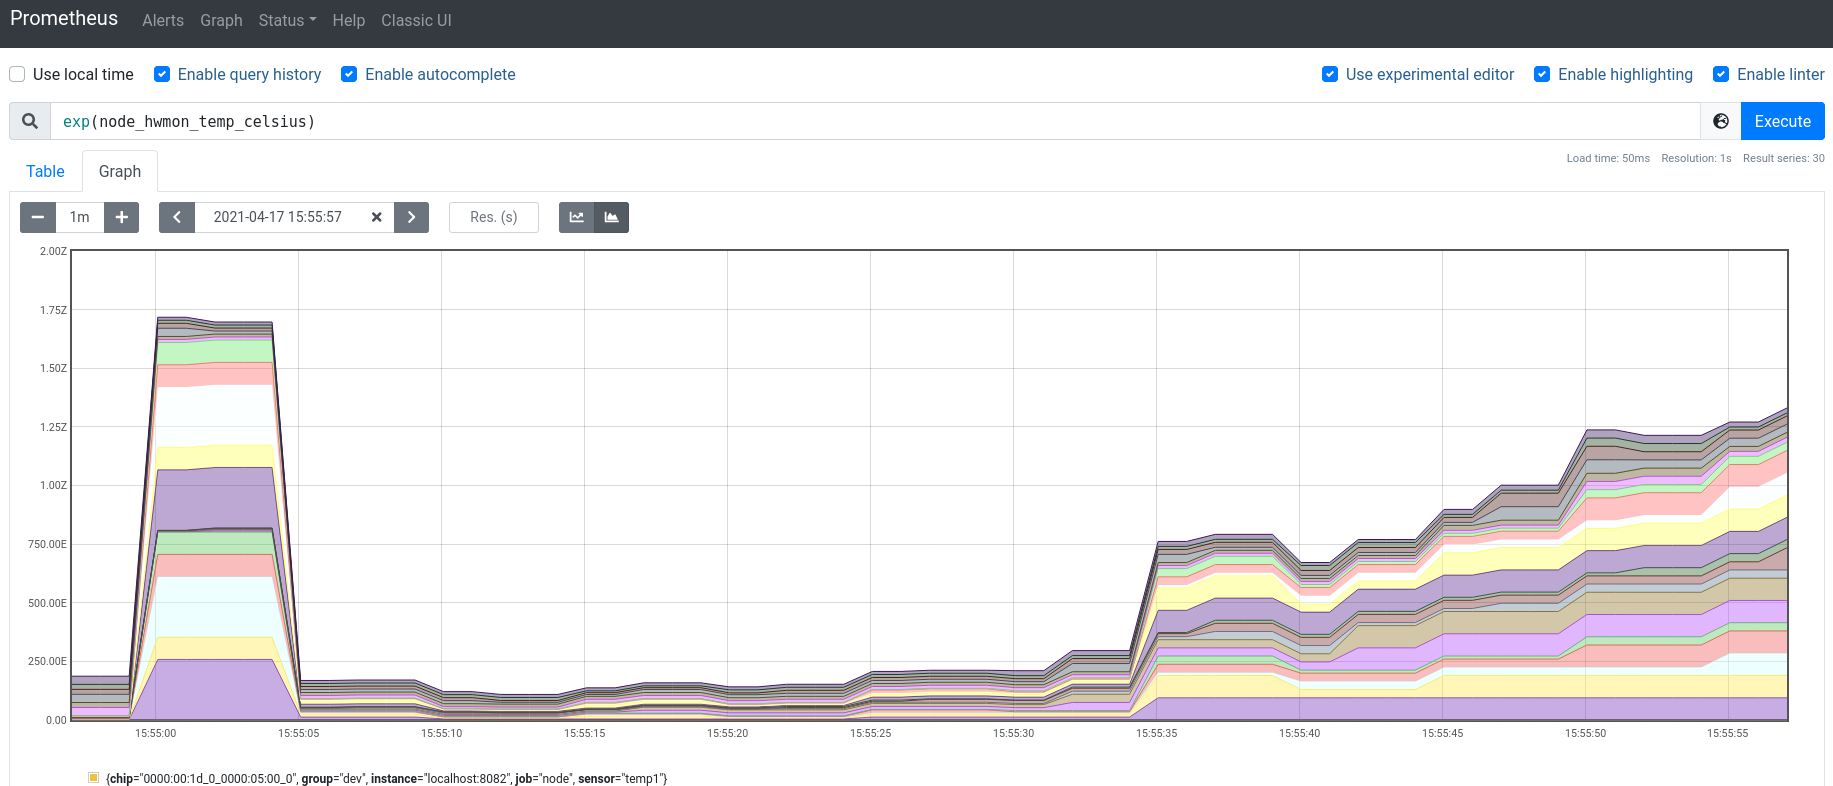 Prometheus Alerts Graph Status Help Classic UI
Use local time Enable query history Enable autocomplete Use experimental editor Enable highlighting Enable linter
exp(node_hwmon_temp_celsius) Execute
Load time: 50ms Resolution: 1s Result series: 30
Table Graph
1m 2021-04-17 15:55:57 Res. (s)
2.00Z
1.75Z
1.50Z
1.25Z
1.00Z
750.00E
500.00E
250.00E
0.00
15:55:00 15:55:05 15:55:10 15:55:15 15:55:20 15:55:25 15:55:30 15:55:35 15:55:40 15:55:45 15:55:50 15:55:55
{chip="0000:00:1d_0_0000:05:00_0", group="dev", instance="localhost:8082", job="node", sensor="temp1"}